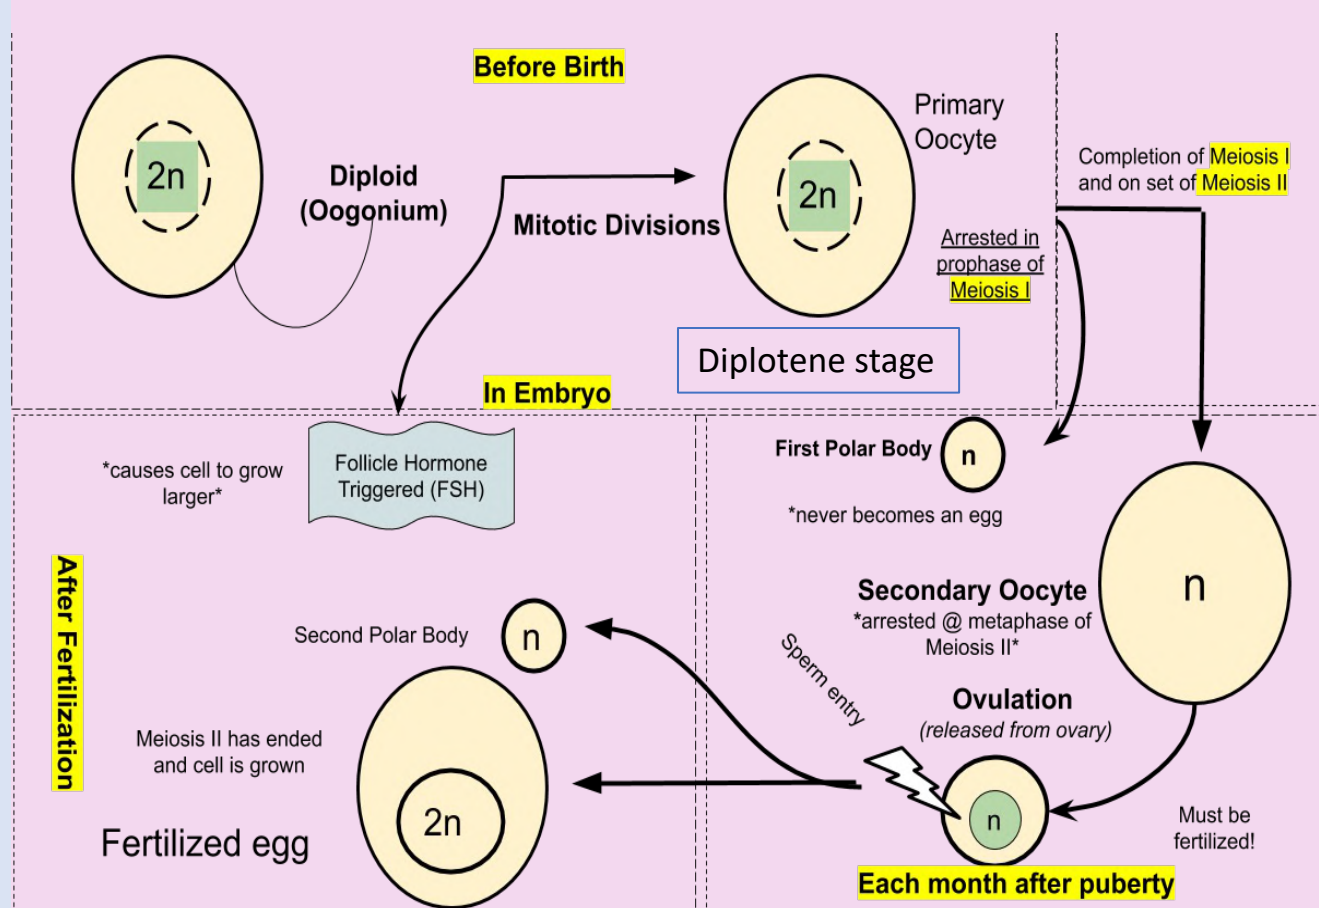 Before Birth
2n
Diploid
(Oogonium)
Mitotic Divisions
2n
Primary
Oocyte
Arrested in
prophase of
Meiosis I
Completion of Meiosis I
and on set of Meiosis II
Diplotene stage
In Embryo
*causes cell to grow
larger*
Follicle Hormone
Triggered (FSH)
First Polar Body
n
*never becomes an egg
n
Secondary Oocyte
*arrested @ metaphase of
Meiosis II*
Ovulation
(released from ovary)
Sperm entry
n
Must be
fertilized!
Each month after puberty
After Fertilization
Second Polar Body
n
Meiosis II has ended
and cell is grown
2n
Fertilized egg